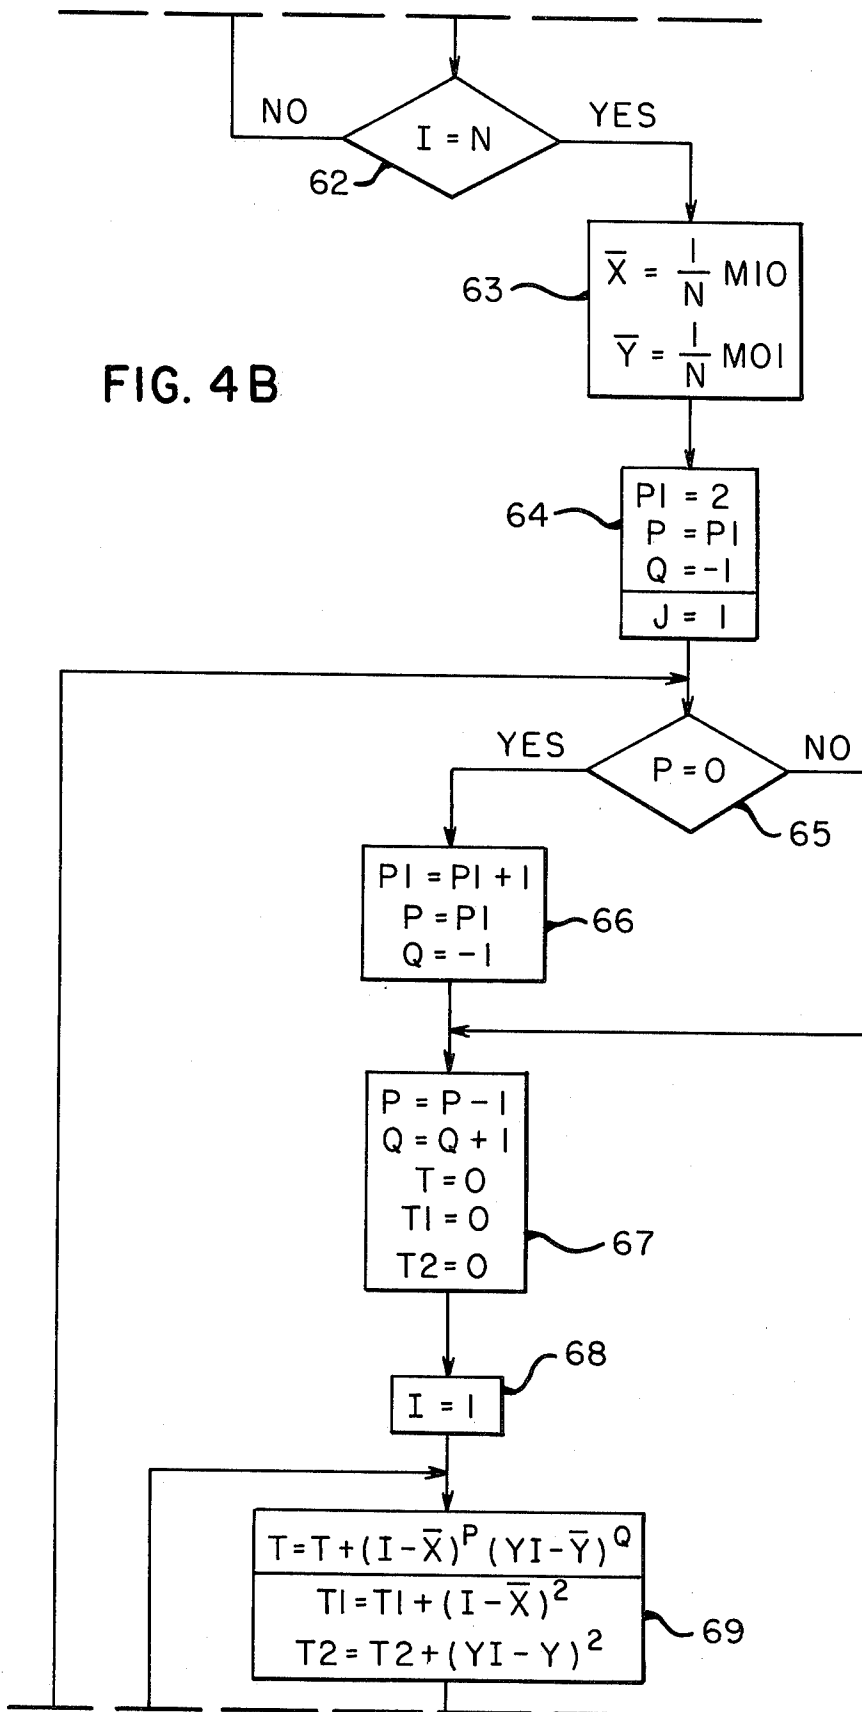 NO
I = N
YES
62
63
X̅ = 1/N M10
Y̅ = 1/N M01
FIG. 4B
64
P1 = 2
P = P1
Q = -1
J = 1
YES
P = 0
NO
65
P1 = P1 + 1
P = P1
Q = -1
66
P = P - 1
Q = Q + 1
T = 0
T1 = 0
T2 = 0
67
68
I = 1
T = T + (I - X̅)^P (YI - Y̅)^Q
T1 = T1 + (I - X̅)^2
T2 = T2 + (YI - Y)^2
69